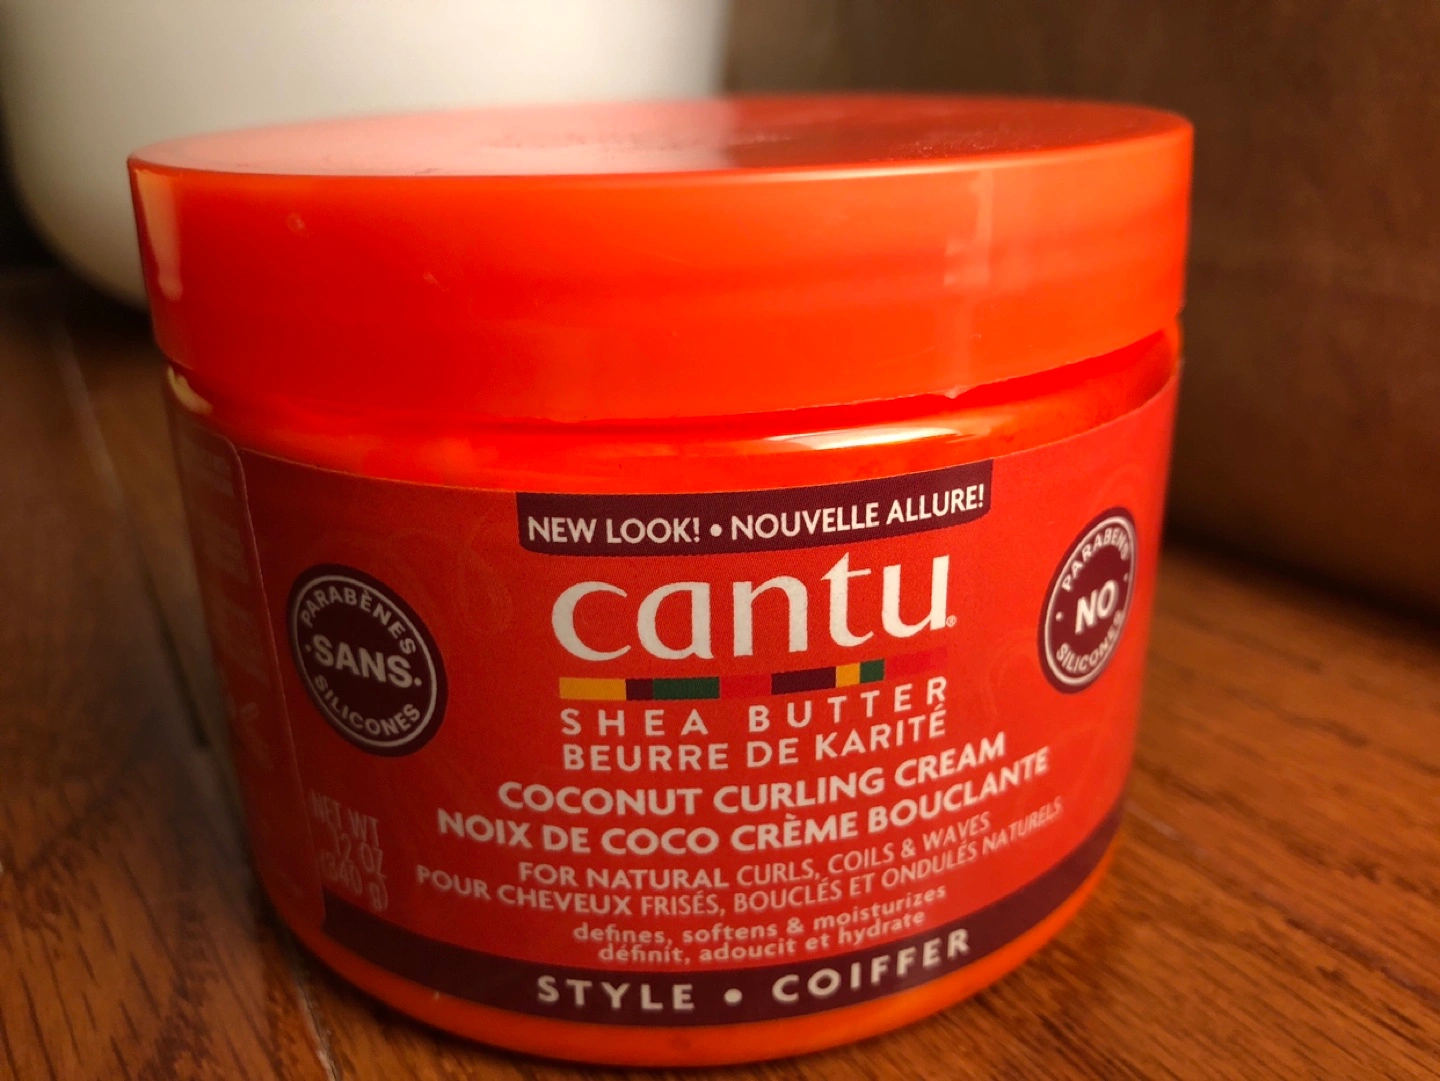 NEW LOOK! • NOUVELLE ALLURE!
cantu®
SHEA BUTTER
BEURRE DE KARITÉ
COCONUT CURLING CREAM
NOIX DE COCO CRÈME BOUCLANTE
FOR NATURAL CURLS, COILS & WAVES
POUR CHEVEUX FRISÉS, BOUCLÉS ET ONDULÉS NATURELS
defines, softens & moisturizes
définit, adoucit et hydrate
STYLE • COIFFER
PARABÈNES
·SANS·
SILICONES
PARABENS
· NO ·
SILICONES
NET WT
12 OZ
(340 g)